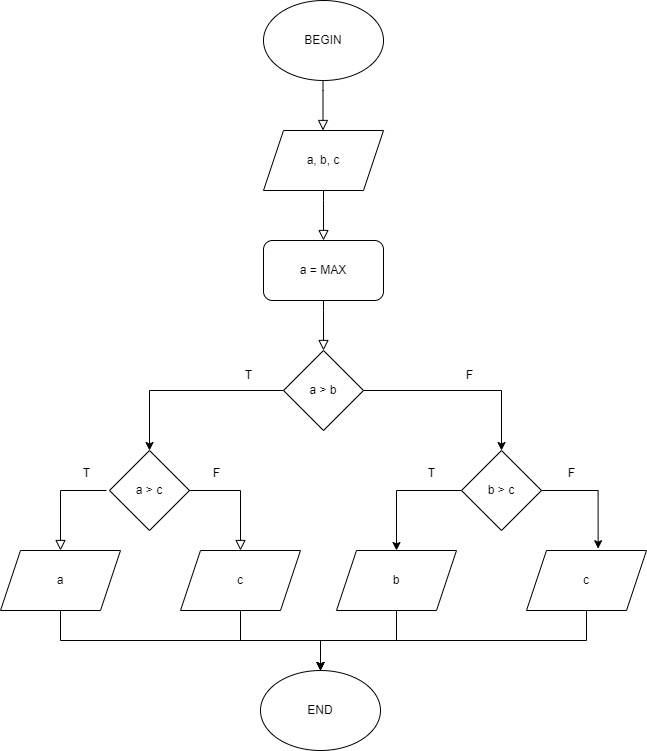 BEGIN
a, b, c
a = MAX
T
F
a > b
T
F
T
F
a > c
b > c
a
c
b
c
END